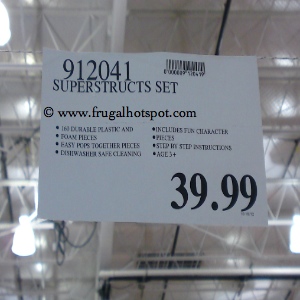 912041
SUPERSTRUCTS SET
© www.frugalhotspot.com
• 160 DURABLE PLASTIC AND
FOAM PIECES
• EASY POPS TOGETHER PIECES
• DISHWASHER SAFE CLEANING
• INCLUDES FUN CHARACTER
PIECES
• STEP BY STEP INSTRUCTIONS
• AGE 3+
39.99